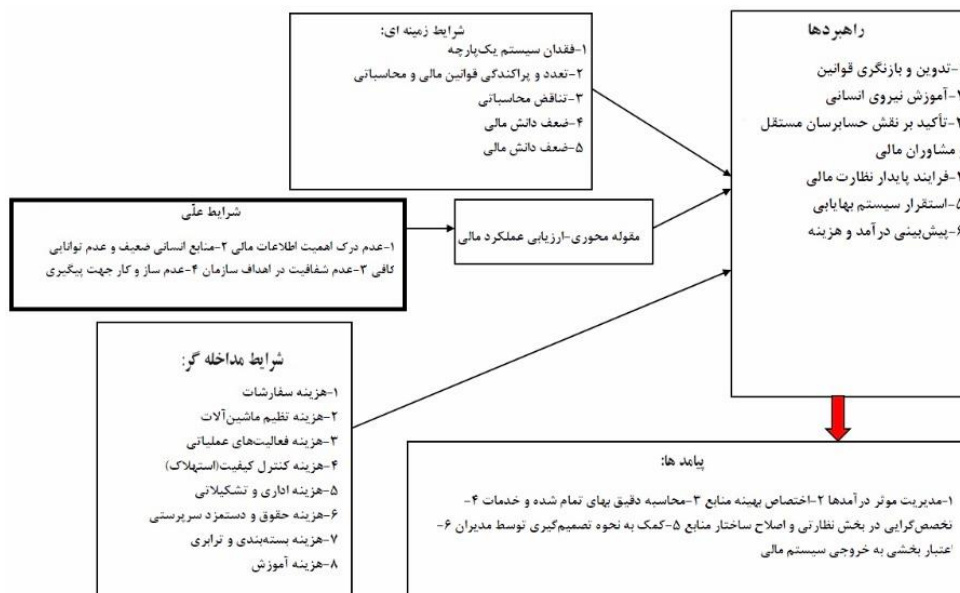 شرایط زمینه ای:
۱-فقدان سیستم یک‌پارچه
۲-تعدد و پراکندگی قوانین مالی و محاسباتی
۳-تناقض محاسباتی
۴-ضعف دانش مالی
۵-ضعف دانش مالی
راهبردها
-تدوین و بازنگری قوانین
-آموزش نیروی انسانی
-تأکید بر نقش حسابرسان مستقل
مشاوران مالی
-فرایند پایدار نظارت مالی
۵-استقرار سیستم بهایابی
۶-پیش‌بینی درآمد و هزینه
شرایط علّی
۱-عدم درک اهمیت اطلاعات مالی ۲-منابع انسانی ضعیف و عدم توانایی
کافی ۳-عدم شفافیت در اهداف سازمان ۴-عدم ساز و کار جهت پیگیری
مقوله محوری-ارزیابی عملکرد مالی
شرایط مداخله گر:
۱-هزینه سفارشات
۲-هزینه تظیم ماشین‌آلات
۳-هزینه فعالیت‌های عملیاتی
۴-هزینه کنترل کیفیت(استهلاک)
۵-هزینه اداری و تشکیلاتی
۶-هزینه حقوق و دستمزد سرپرستی
۷-هزینه بسته‌بندی و ترابری
۸-هزینه آموزش
پیامد ها:
۱-مدیریت موثر درآمدها ۲-اختصاص بهینه منابع ۳-محاسبه دقیق بهای تمام شده و خدمات ۴-
تخصص‌گرایی در بخش نظارتی و اصلاح ساختار منابع ۵-کمک به نحوه تصمیم‌گیری توسط مدیران ۶-
اعتبار بخشی به خروجی سیستم مالی